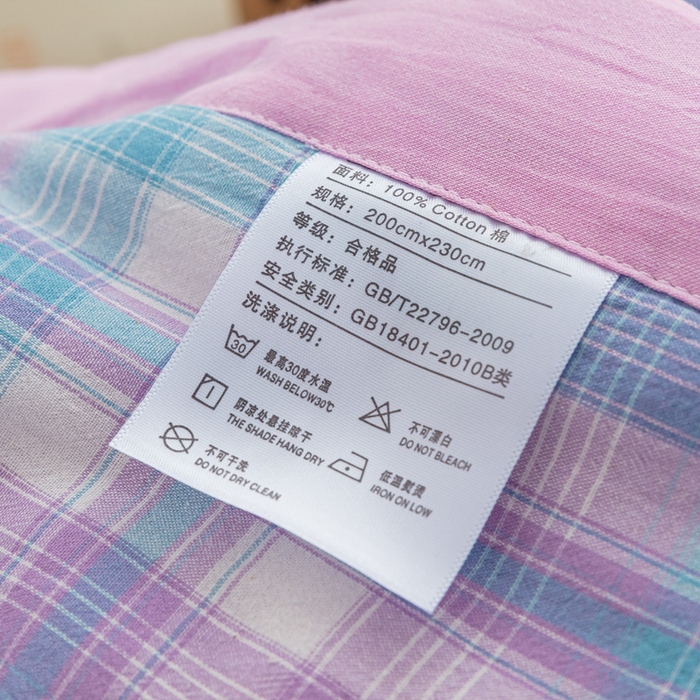 面料: 100% Cotton 棉
规格: 200cmx230cm
等级: 合格品
执行标准: GB/T22796-2009
安全类别: GB18401-2010B类
洗涤说明:
30
最高30度水温
WASH BELOW30℃
不可漂白
DO NOT BLEACH
阴凉处悬挂晾干
THE SHADE HANG DRY
低温熨烫
IRON ON LOW
不可干洗
DO NOT DRY CLEAN